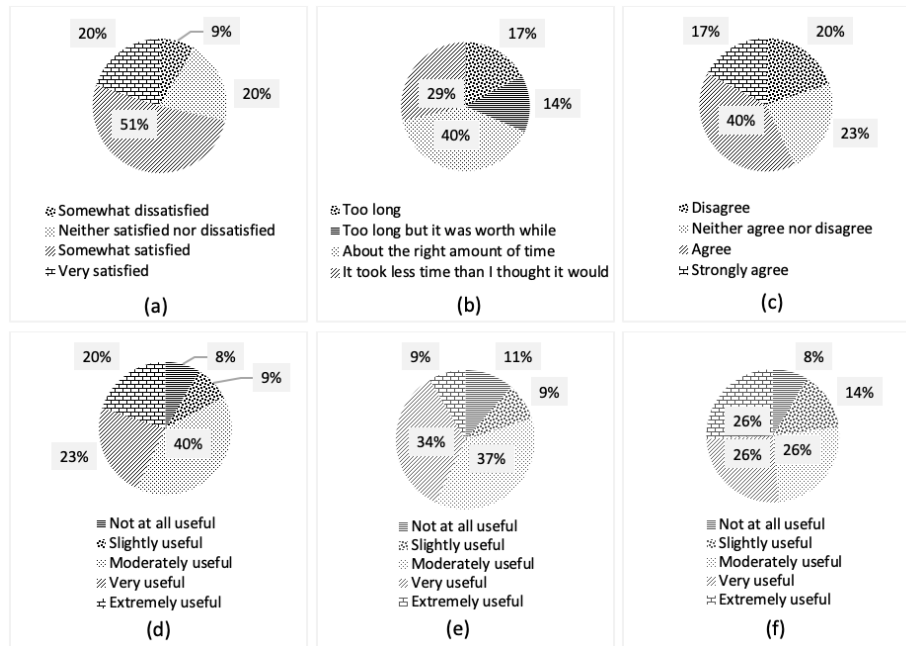 20%
9%
20%
51%
Somewhat dissatisfied
Neither satisfied nor dissatisfied
Somewhat satisfied
Very satisfied
(a)
17%
29%
14%
40%
Too long
Too long but it was worth while
About the right amount of time
It took less time than I thought it would
(b)
17%
20%
40%
23%
Disagree
Neither agree nor disagree
Agree
Strongly agree
(c)
20%
8%
9%
40%
23%
Not at all useful
Slightly useful
Moderately useful
Very useful
Extremely useful
(d)
9%
11%
9%
34%
37%
Not at all useful
Slightly useful
Moderately useful
Very useful
Extremely useful
(e)
8%
14%
26%
26%
26%
Not at all useful
Slightly useful
Moderately useful
Very useful
Extremely useful
(f)